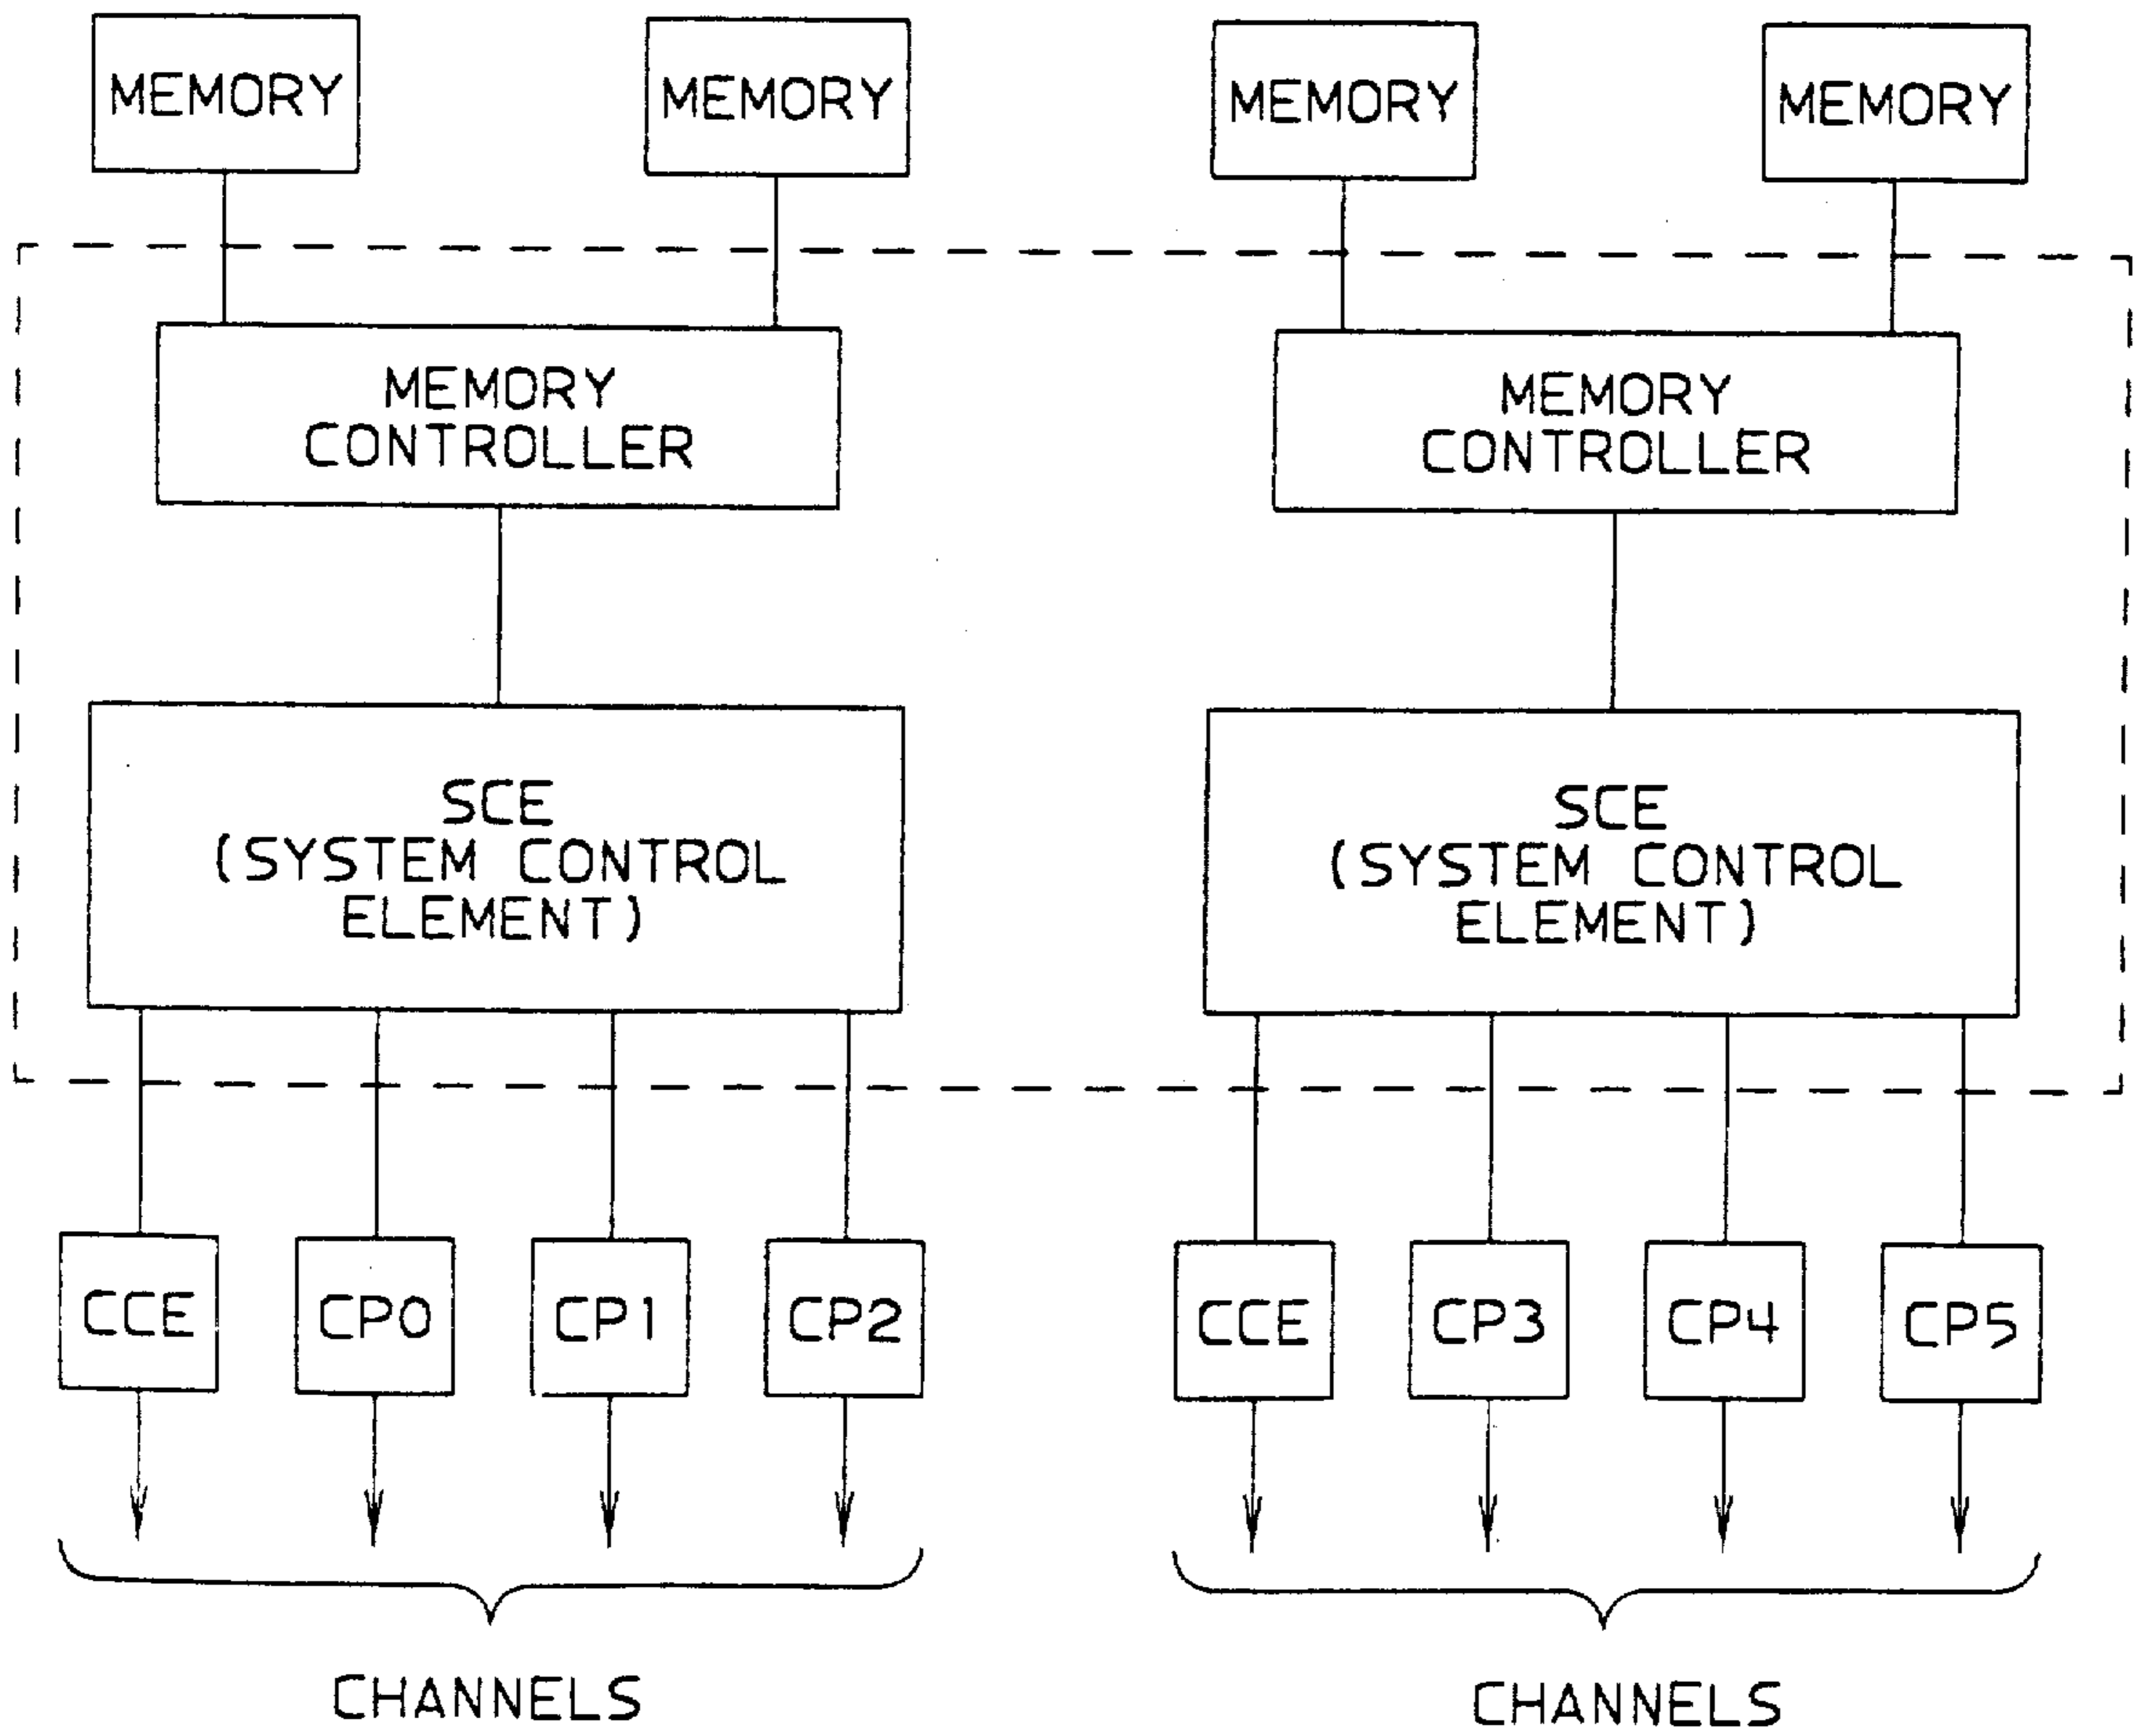 MEMORY
MEMORY
MEMORY
MEMORY
MEMORY
CONTROLLER
MEMORY
CONTROLLER
SCE
(SYSTEM CONTROL
ELEMENT)
SCE
(SYSTEM CONTROL
ELEMENT)
CCE
CP0
CP1
CP2
CCE
CP3
CP4
CP5
CHANNELS
CHANNELS